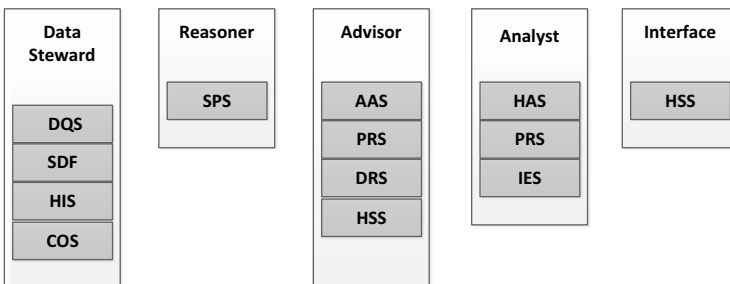 Data
Steward
DQS
SDF
HIS
COS
Reasoner
SPS
Advisor
AAS
PRS
DRS
HSS
Analyst
HAS
PRS
IES
Interface
HSS